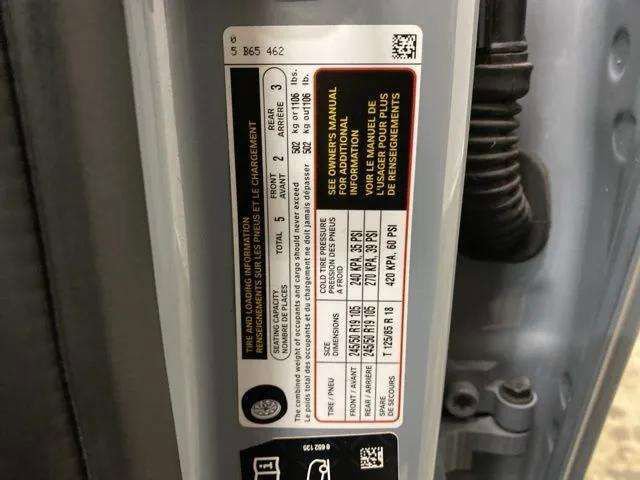 6
5 B65 462
TIRE AND LOADING INFORMATION
RENSEIGNEMENTS SUR LES PNEUS ET LE CHARGEMENT
SEATING CAPACITY
NOMBRE DE PLACES
TOTAL 5
FRONT
AVANT 2
REAR
ARRIÈRE 3
The combined weight of occupants and cargo should never exceed 502 kg or 1106 lbs.
Le poids total des occupants et du chargement ne doit jamais dépasser 502 kg ou 1106 lb.
TIRE / PNEU
SIZE
DIMENSIONS
COLD TIRE PRESSURE
PRESSION DES PNEUS
A FROID
FRONT / AVANT 245/50 R19 105 240 KPA, 35 PSI
REAR / ARRIÈRE 245/50 R19 105 270 KPA, 39 PSI
SPARE
DE SECOURS
T 125/85 R 18 420 KPA, 60 PSI
SEE OWNER'S MANUAL
FOR ADDITIONAL
INFORMATION
VOIR LE MANUEL DE
L'USAGER POUR PLUS
DE RENSEIGNEMENTS